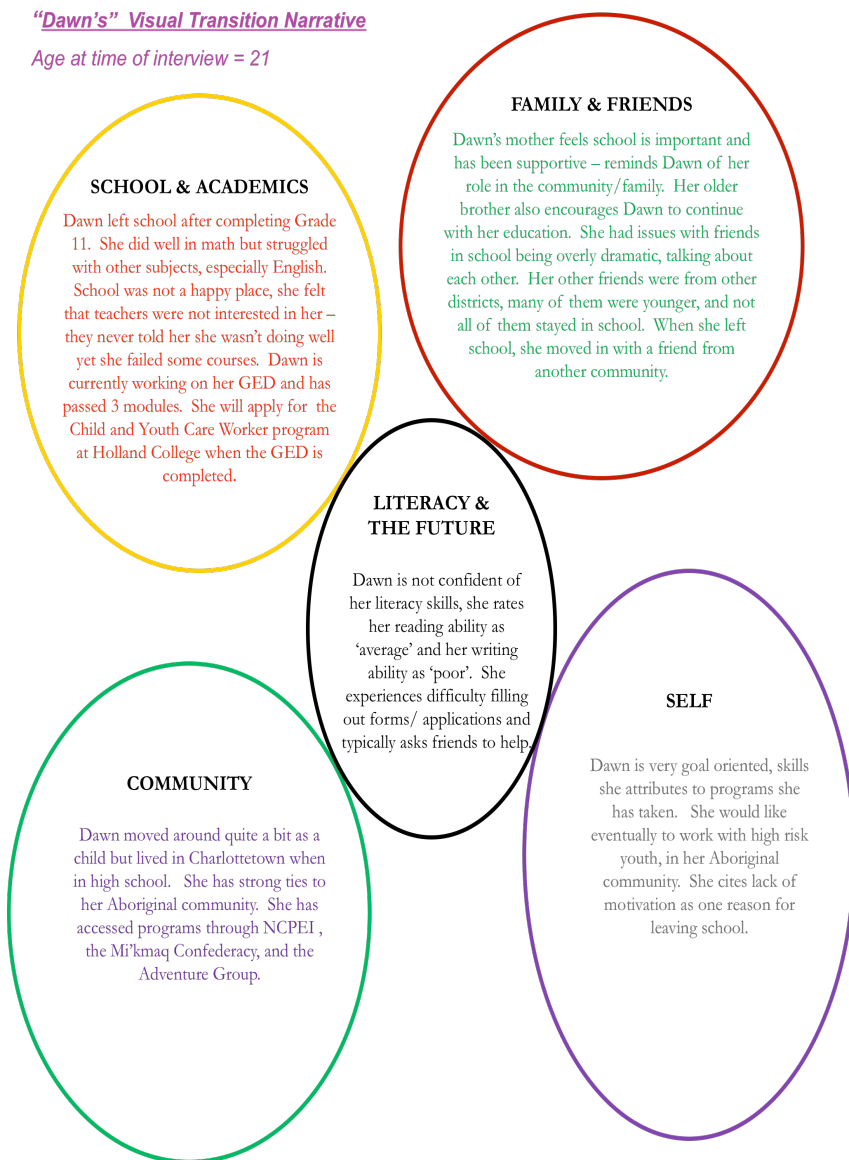 “Dawn’s”  Visual Transition Narrative
Age at time of interview = 21
SCHOOL & ACADEMICS
Dawn left school after completing Grade
11.  She did well in math but struggled
with other subjects, especially English.
School was not a happy place, she felt
that teachers were not interested in her –
they never told her she wasn’t doing well
yet she failed some courses.  Dawn is
currently working on her GED and has
passed 3 modules.  She will apply for  the
Child and Youth Care Worker program
at Holland College when the GED is
completed.
FAMILY & FRIENDS
Dawn’s mother feels school is important and
has been supportive – reminds Dawn of her
role in the community/family.  Her older
brother also encourages Dawn to continue
with her education.  She had issues with friends
in school being overly dramatic, talking about
each other.  Her other friends were from other
districts, many of them were younger, and not
all of them stayed in school.  When she left
school, she moved in with a friend from
another community.
LITERACY &
THE FUTURE
Dawn is not confident of
her literacy skills, she rates
her reading ability as
‘average’ and her writing
ability as ‘poor’.  She
experiences difficulty filling
out forms/ applications and
typically asks friends to help.
COMMUNITY
Dawn moved around quite a bit as a
child but lived in Charlottetown when
in high school.   She has strong ties to
her Aboriginal community.  She has
accessed programs through NCPEI ,
the Mi’kmaq Confederacy, and the
Adventure Group.
SELF
Dawn is very goal oriented, skills
she attributes to programs she
has taken.   She would like
eventually to work with high risk
youth, in her Aboriginal
community.  She cites lack of
motivation as one reason for
leaving school.